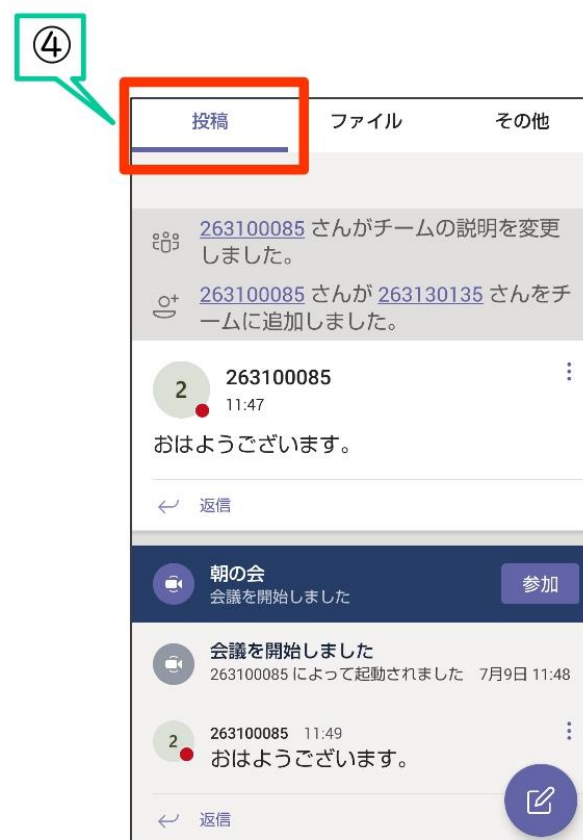 ④
投稿 ファイル その他
263100085 さんがチームの説明を変更
しました。
263100085 さんが 263130135 さんをチ
ームに追加しました。
2 263100085
11:47
おはようございます。
返信
朝の会
会議を開始しました
参加
会議を開始しました
263100085 によって起動されました 7月9日 11:48
2 263100085 11:49
おはようございます。
返信